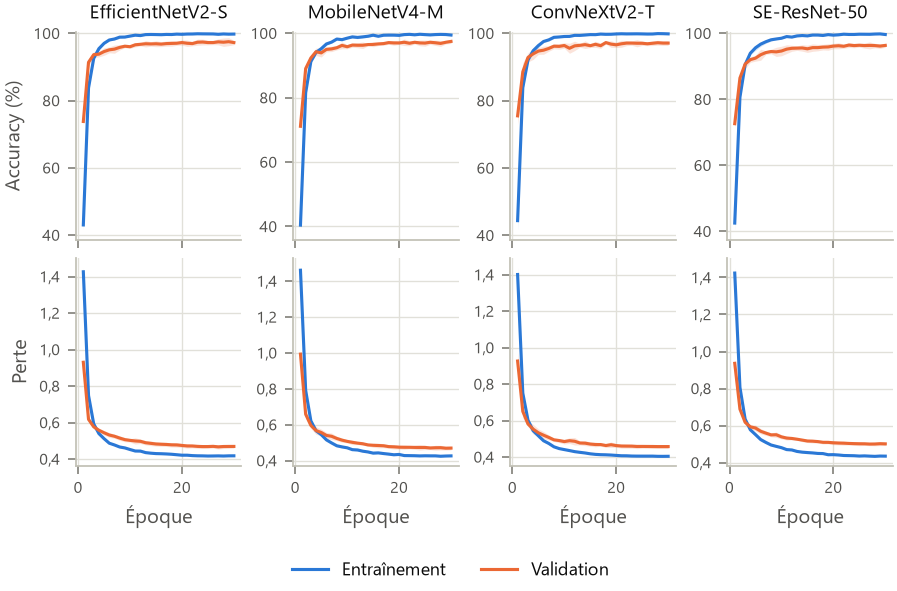 EfficientNetV2-S MobileNetV4-M ConvNeXtV2-T SE-ResNet-50
Accuracy (%)
100 100 100 100
80 80 80 80
60 60 60 60
40 40 40 40
Perte
1,4 1,4 1,4 1,4
1,2 1,2 1,2 1,2
1,0 1,0 1,0 1,0
0,8 0,8 0,8 0,8
0,6 0,6 0,6 0,6
0,4 0,4 0,4 0,4
0 20 0 20 0 20 0 20
Époque Époque Époque Époque
Entraînement Validation